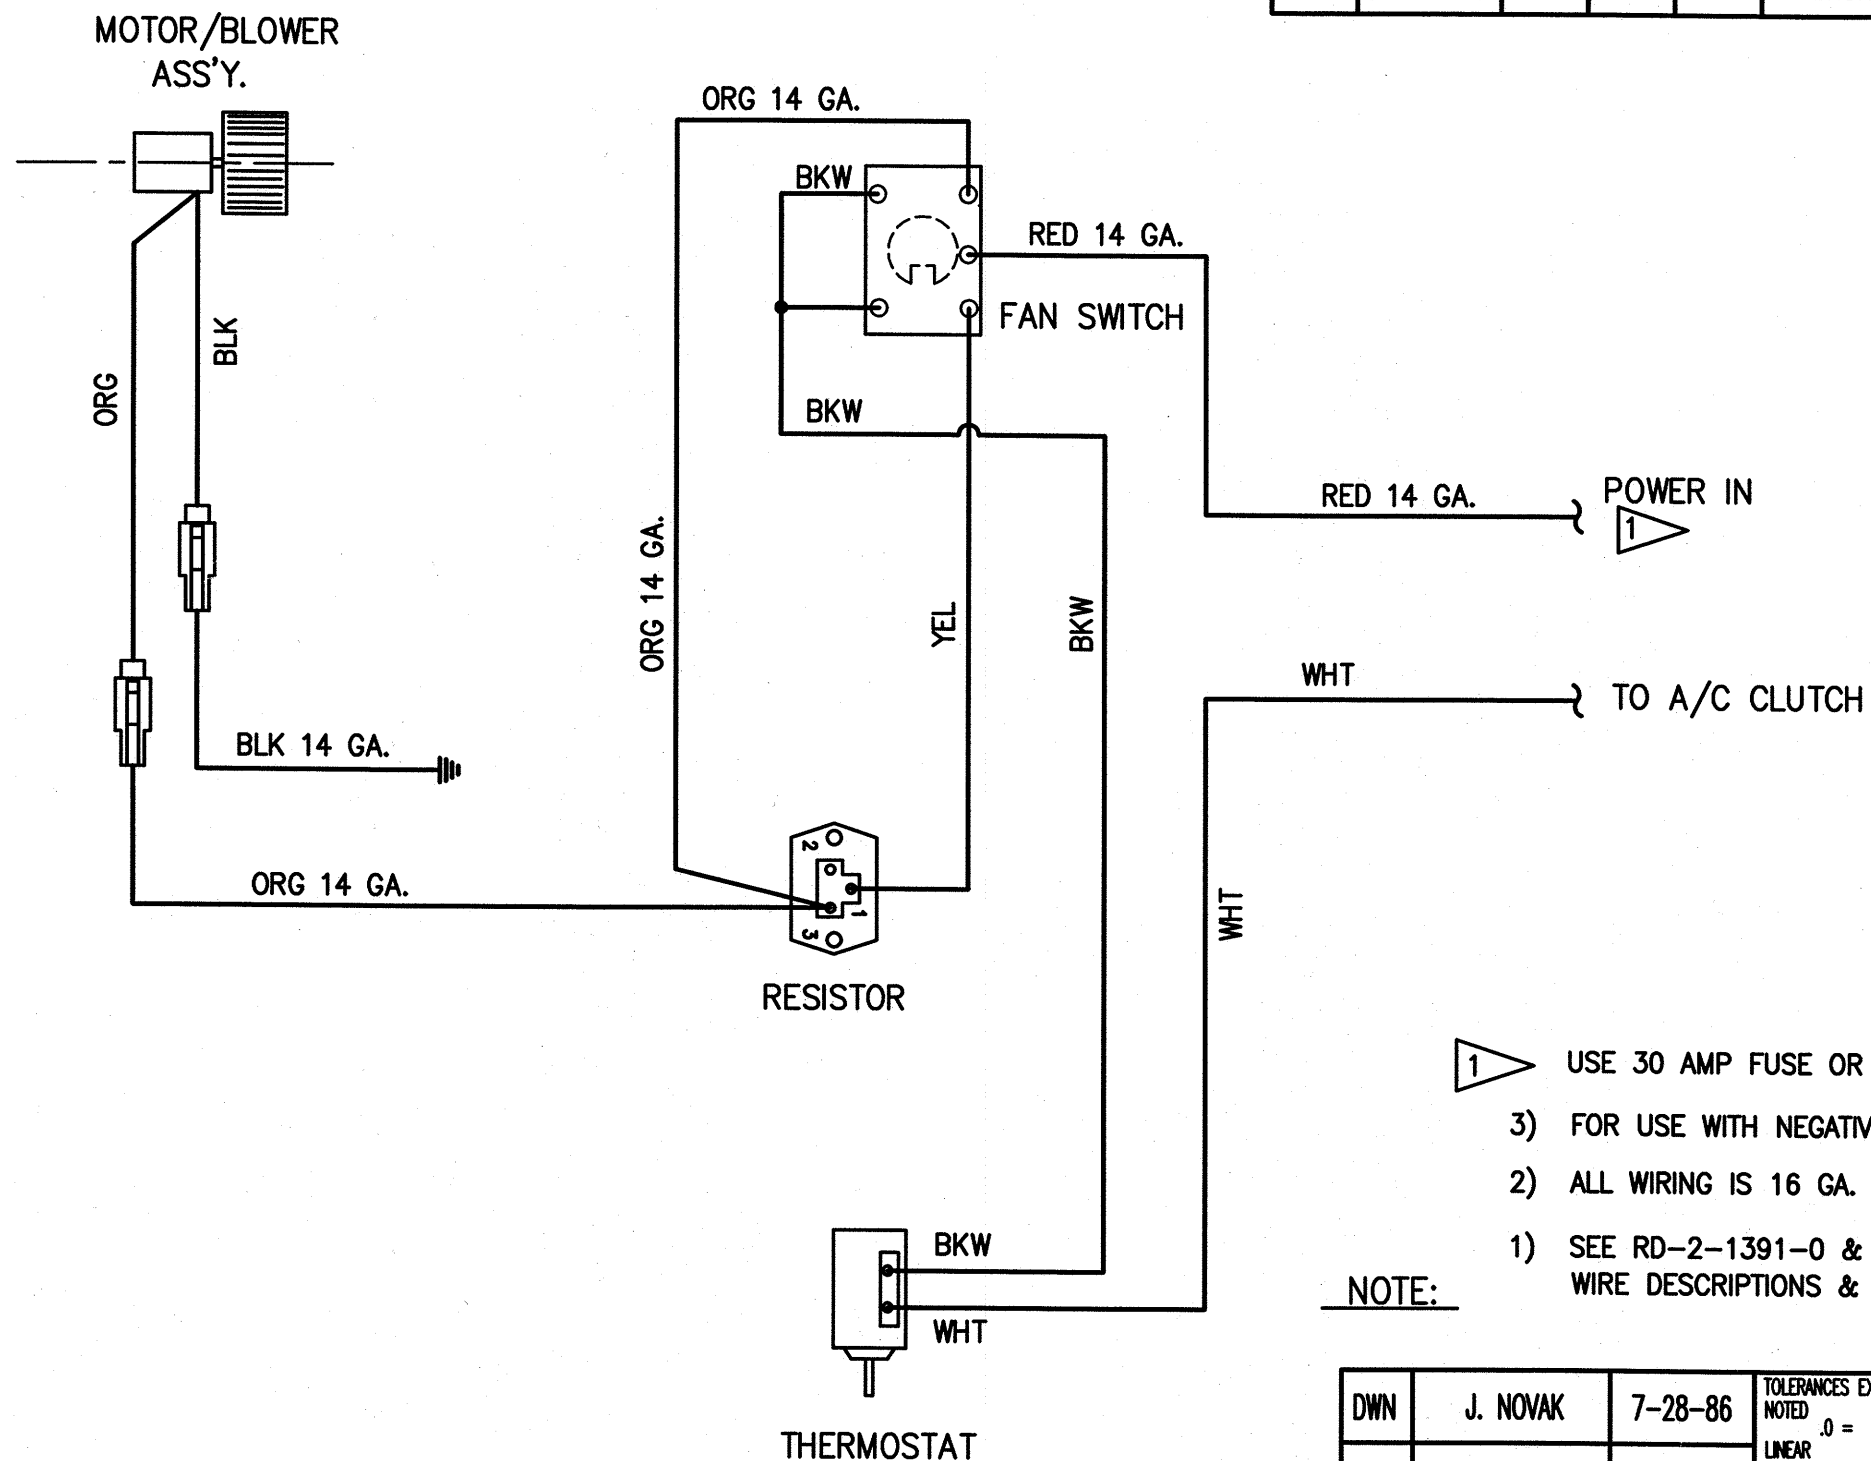 MOTOR/BLOWER
ASS'Y.
ORG 14 GA.
BKW
RED 14 GA.
FAN SWITCH
BLK
ORG
BKW
RED 14 GA.
POWER IN
1
ORG 14 GA.
YEL
BKW
WHT
TO A/C CLUTCH
BLK 14 GA.
2
ORG 14 GA.
1
3
WHT
RESISTOR
1 USE 30 AMP FUSE OR
3) FOR USE WITH NEGATIV
2) ALL WIRING IS 16 GA.
1) SEE RD-2-1391-0 &
WIRE DESCRIPTIONS &
NOTE:
BKW
WHT
THERMOSTAT
DWN J. NOVAK 7-28-86
TOLERANCES EX
NOTED
.0 =
LINEAR